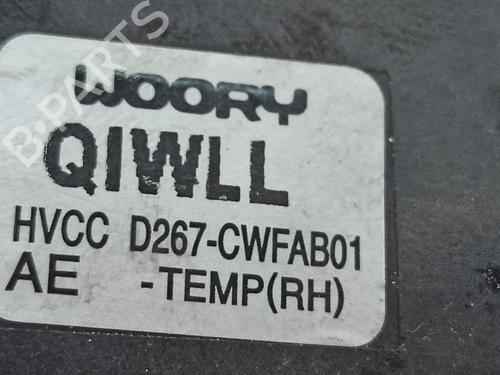 WOORY
QIWLL
HVCC D267-CWFAB01
AE -TEMP(RH)
B-PARTS